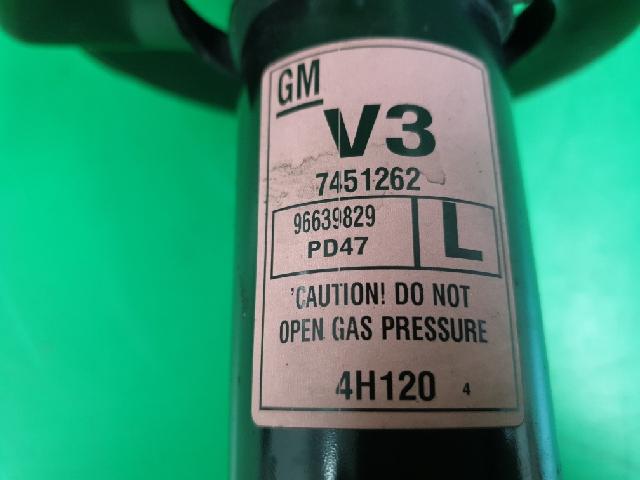 GM
V3
7451262
96639829
PD47
L
'CAUTION! DO NOT
OPEN GAS PRESSURE
4H120 4